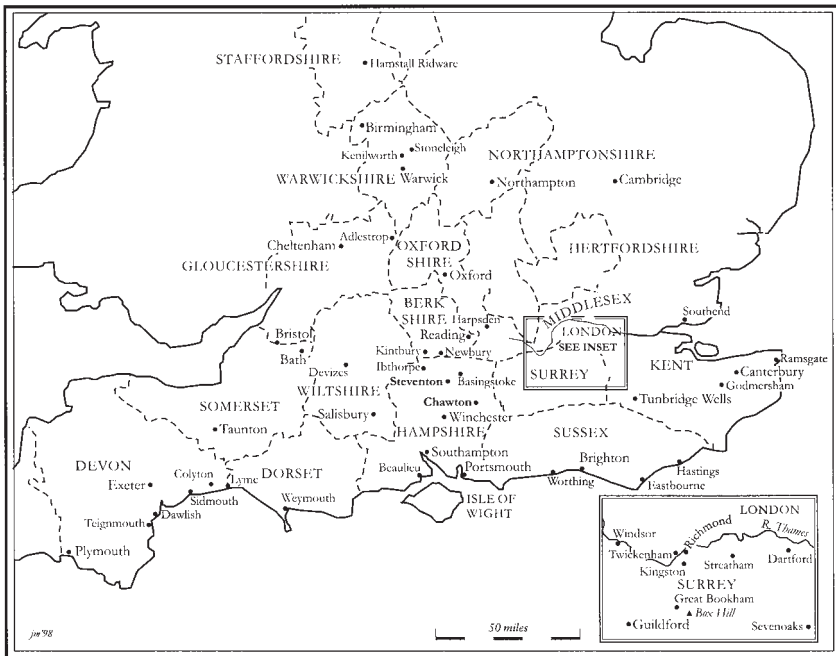 STAFFORDSHIRE
Hamstall Ridware
Birmingham
Stoneleigh
Kenilworth
WARWICKSHIRE
Warwick
NORTHAMPTONSHIRE
Northampton
Cambridge
Adlestrop
Cheltenham
GLOUCESTERSHIRE
OXFORD
SHIRE
Oxford
HERTFORDSHIRE
BERK
SHIRE
Harpsden
MIDDLESEX
Southend
Bristol
Bath
Reading
LONDON
SEE INSET
Kintbury
Newbury
Ibthorpe
Devizes
Steventon
Basingstoke
SURREY
KENT
Ramsgate
Canterbury
Godmersham
WILTSHIRE
SOMERSET
Chawton
Tunbridge Wells
Salisbury
Winchester
Taunton
HAMPSHIRE
SUSSEX
Southampton
DEVON
DORSET
Exeter
Colyton
Lyme
Beaulieu
Portsmouth
Brighton
Hastings
Sidmouth
Weymouth
Worthing
Eastbourne
ISLE OF
WIGHT
Dawlish
Teignmouth
Plymouth
LONDON
R. Thames
Windsor
Richmond
Twickenham
Kingston
Streatham
Dartford
SURREY
Great Bookham
Box Hill
Guildford
Sevenoaks
50 miles